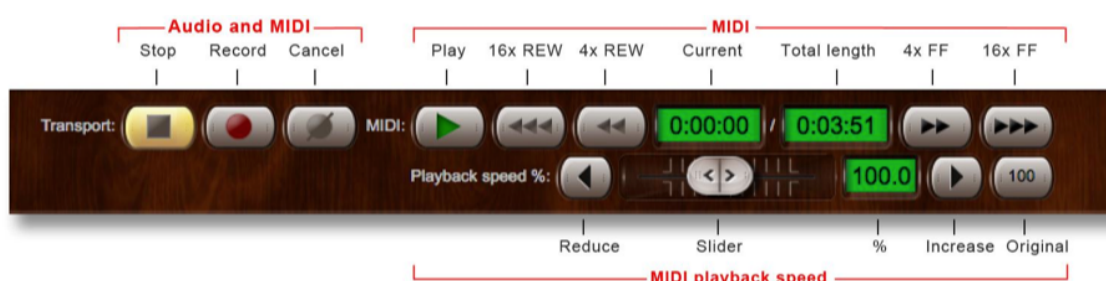 Audio and MIDI MIDI
Stop Record Cancel Play 16x REW 4x REW Current Total length 4x FF 16x FF
Transport: MIDI: 0:00:00 / 0:03:51
Playback speed %: 100.0 100
Reduce Slider % Increase Original
MIDI playback speed